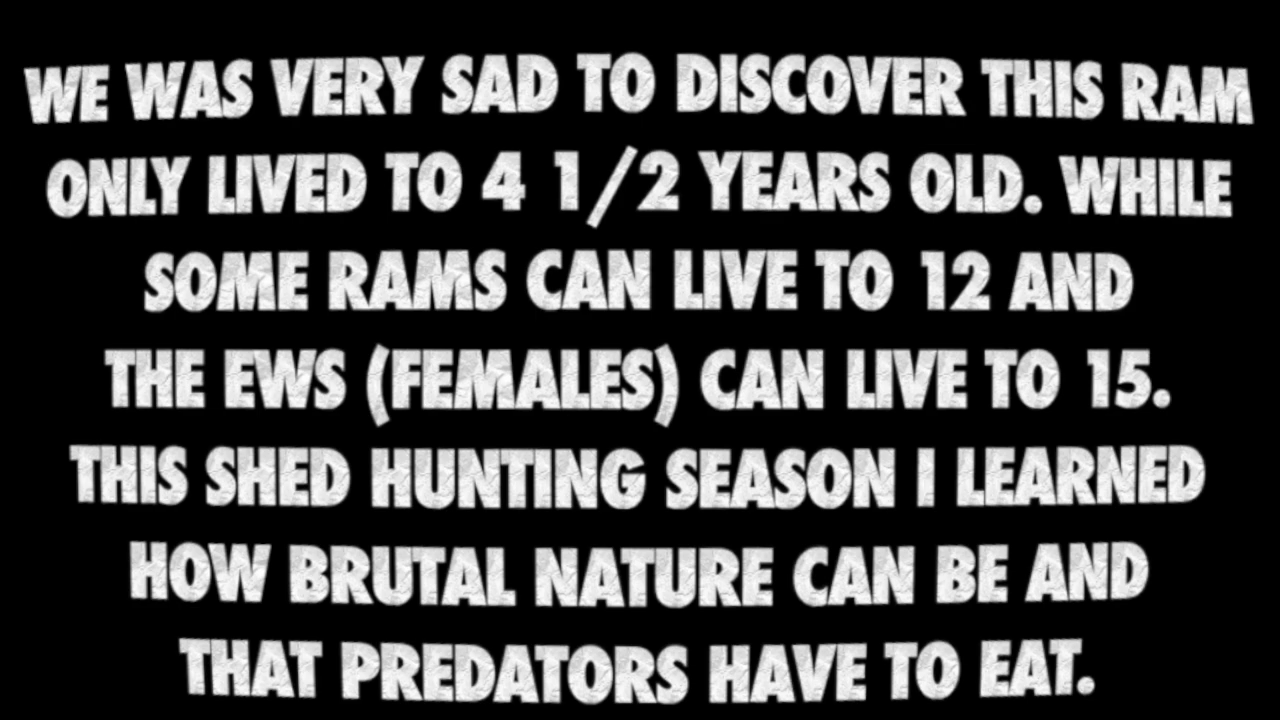 WE WAS VERY SAD TO DISCOVER THIS RAM
ONLY LIVED TO 4 1/2 YEARS OLD. WHILE
SOME RAMS CAN LIVE TO 12 AND
THE EWS (FEMALES) CAN LIVE TO 15.
THIS SHED HUNTING SEASON I LEARNED
HOW BRUTAL NATURE CAN BE AND
THAT PREDATORS HAVE TO EAT.